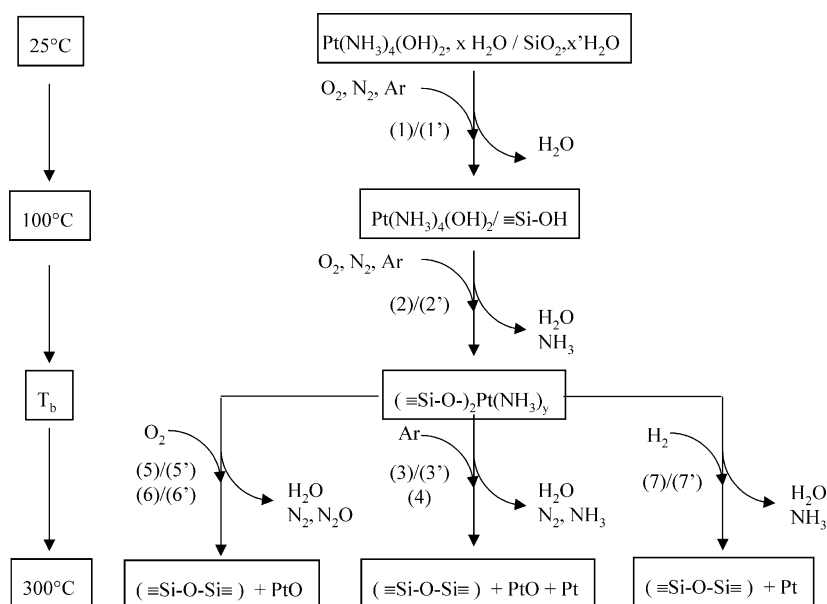 25°C
Pt(NH₃)₄(OH)₂, x H₂O / SiO₂,x’H₂O
O₂, N₂, Ar
(1)/(1’)
H₂O
100°C
Pt(NH₃)₄(OH)₂/ ≡Si-OH
O₂, N₂, Ar
(2)/(2’)
H₂O
NH₃
T_b
( ≡Si-O-)₂Pt(NH₃)_y
O₂
(5)/(5’)
(6)/(6’)
H₂O
N₂, N₂O
Ar
(3)/(3’)
(4)
H₂O
N₂, NH₃
H₂
(7)/(7’)
H₂O
NH₃
300°C
( ≡Si-O-Si≡ ) + PtO
( ≡Si-O-Si≡ ) + PtO + Pt
( ≡Si-O-Si≡ ) + Pt